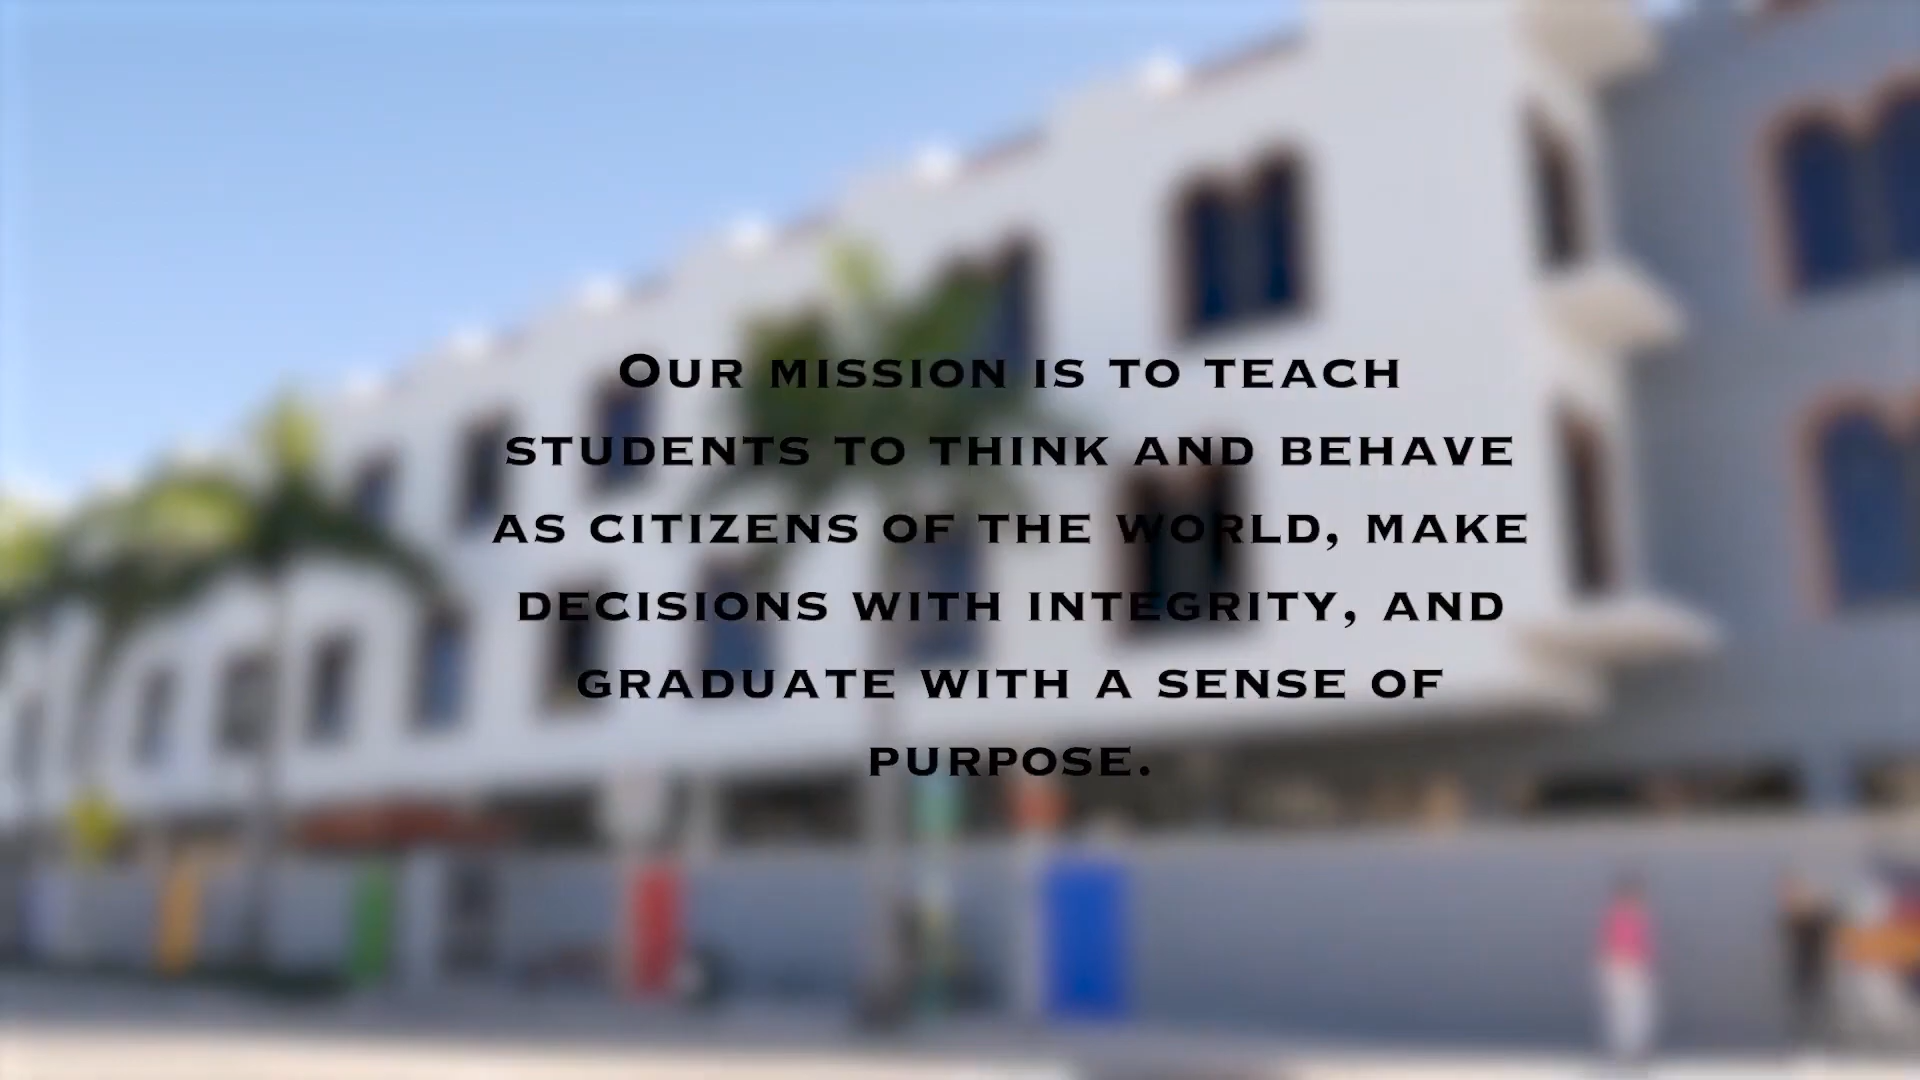 Our mission is to teach
students to think and behave
as citizens of the world, make
decisions with integrity, and
graduate with a sense of
purpose.